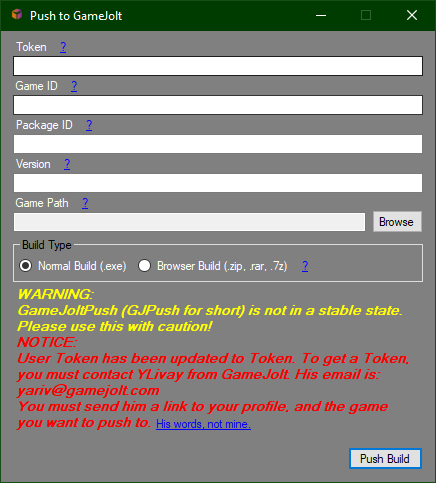 Push to GameJolt
Token ?
Game ID ?
Package ID ?
Version ?
Game Path ?
Browse
Build Type
Normal Build (.exe) Browser Build (.zip, .rar, .7z) ?
WARNING:
GameJoltPush (GJPush for short) is not in a stable state.
Please use this with caution!
NOTICE:
User Token has been updated to Token. To get a Token,
you must contact YLivay from GameJolt. His email is:
yariv@gamejolt.com
You must send him a link to your profile, and the game
you want to push to. His words, not mine.
Push Build